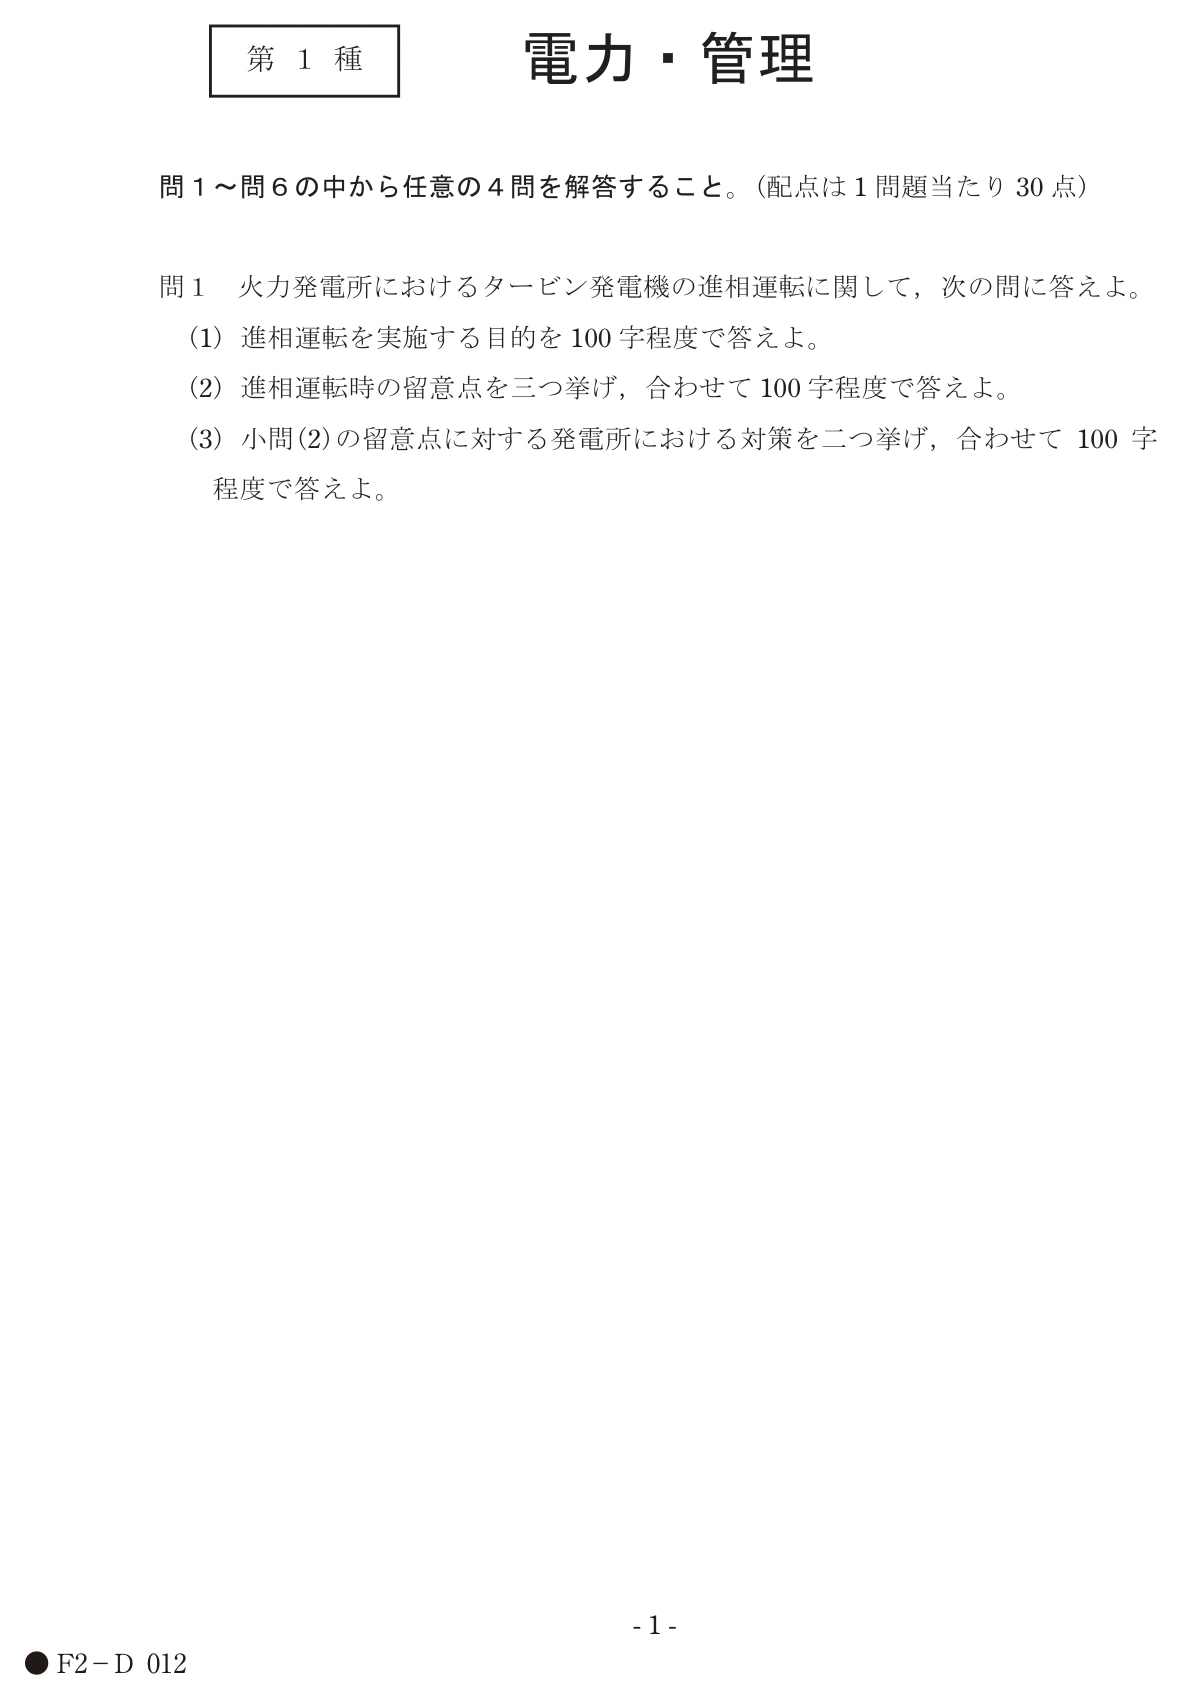 第 1 種
電力・管理
問１～問６の中から任意の４問を解答すること。（配点は 1 問題当たり 30 点）
問 1　火力発電所におけるタービン発電機の進相運転に関して，次の問に答えよ。
（1） 進相運転を実施する目的を 100 字程度で答えよ。
（2） 進相運転時の留意点を三つ挙げ，合わせて 100 字程度で答えよ。
（3） 小問(2)の留意点に対する発電所における対策を二つ挙げ，合わせて 100 字
程度で答えよ。
- 1 -
●F2－D 012